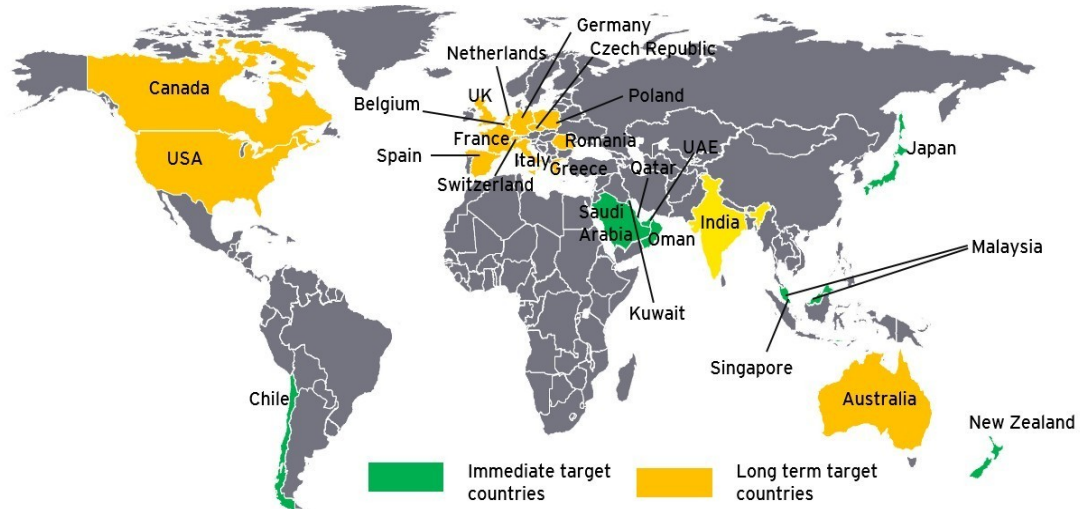 Germany
Netherlands
Czech Republic
Canada
UK
Belgium
Poland
USA
France
Romania
UAE
Japan
Spain
Italy
Greece
Qatar
Switzerland
Saudi
Arabia
India
Oman
Malaysia
Kuwait
Singapore
Chile
Australia
New Zealand
Immediate target
countries
Long term target
countries